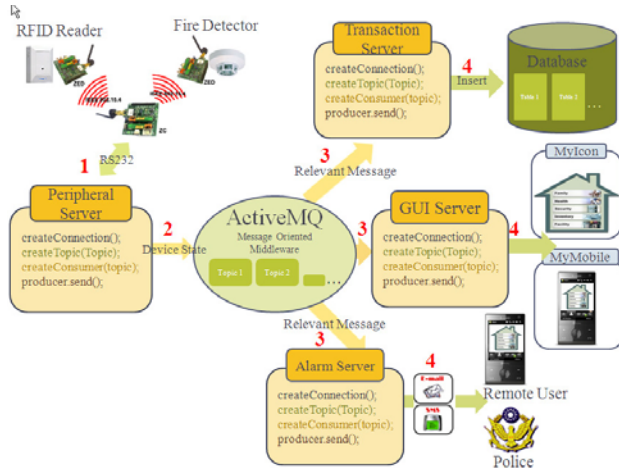 RFID Reader
Fire Detector
ZED
ZED
ZC
1
RS232
Peripheral
Server
createConnection();
createTopic(Topic);
createConsumer(topic);
producer.send();
2
Device State
ActiveMQ
Message Oriented
Middleware
Topic 1
Topic 2
...
3
Relevant Message
Transaction
Server
createConnection();
createTopic(Topic);
createConsumer(topic);
producer.send();
4
Insert
Database
Table 1
Table 2
...
3
GUI Server
createConnection();
createTopic(Topic);
createConsumer(topic);
producer.send();
4
MyIcon
MyMobile
Relevant Message
3
Alarm Server
createConnection();
createTopic(Topic);
createConsumer(topic);
producer.send();
4
E-mail
SMS
Remote User
Police